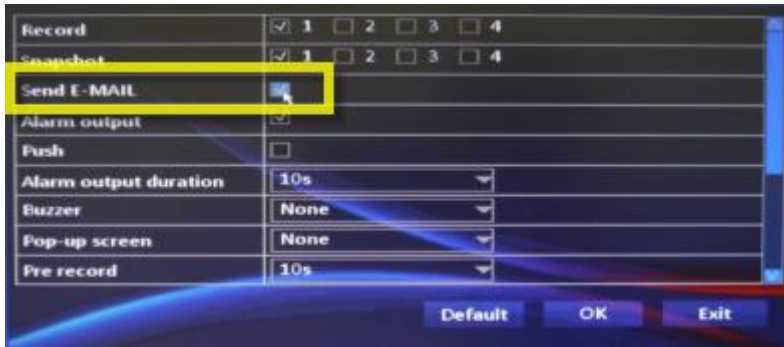 Record 1 2 3 4
Snapshot 1 2 3 4
Send E-MAIL
Alarm output
Push
Alarm output duration 10s
Buzzer None
Pop-up screen None
Pre record 10s
Default OK Exit